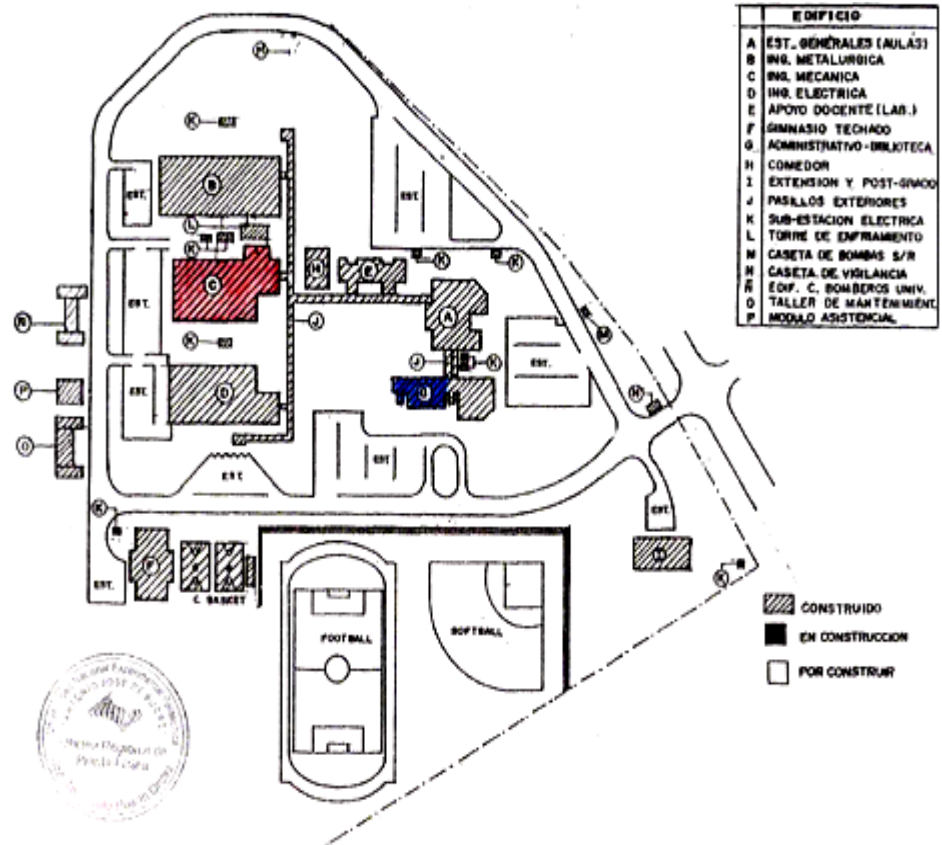 EDIFICIO
A EST. GENERALES (AULAS)
B ING. METALURGICA
C ING. MECANICA
D ING. ELECTRICA
E APOYO DOCENTE (LAB.)
F GIMNASIO TECHADO
G ADMINISTRATIVO-BIBLIOTECA
H COMEDOR
I EXTENSION Y POST-GRADO
J PASILLOS EXTERIORES
K SUB-ESTACION ELECTRICA
L TORRE DE ENFRIAMIENTO
M CASETA DE BOMBAS S/R
N CASETA DE VIGILANCIA
Ñ EDIF. C. BOMBEROS UNIV.
O TALLER DE MANTENIMIENT.
P MODULO ASISTENCIAL
K
B
EST.
EST.
L
K
H
E
K
K
C
EST.
A
J
M
K
J
K
EST.
P
D
EST.
O
EST.
EST.
K
EST.
F
C. BASCET
EST.
I
K
FOOTBALL
SOFTBALL
CONSTRUIDO
EN CONSTRUCCION
POR CONSTRUIR